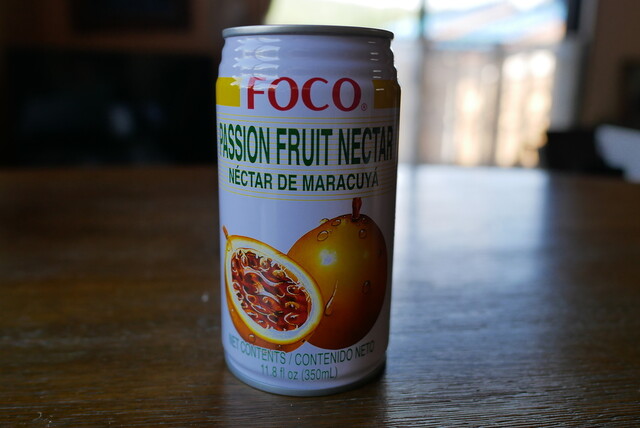 FOCO®
PASSION FRUIT NECTAR
NÉCTAR DE MARACUYÁ
NET CONTENTS / CONTENIDO NETO
11.8 fl oz (350mL)